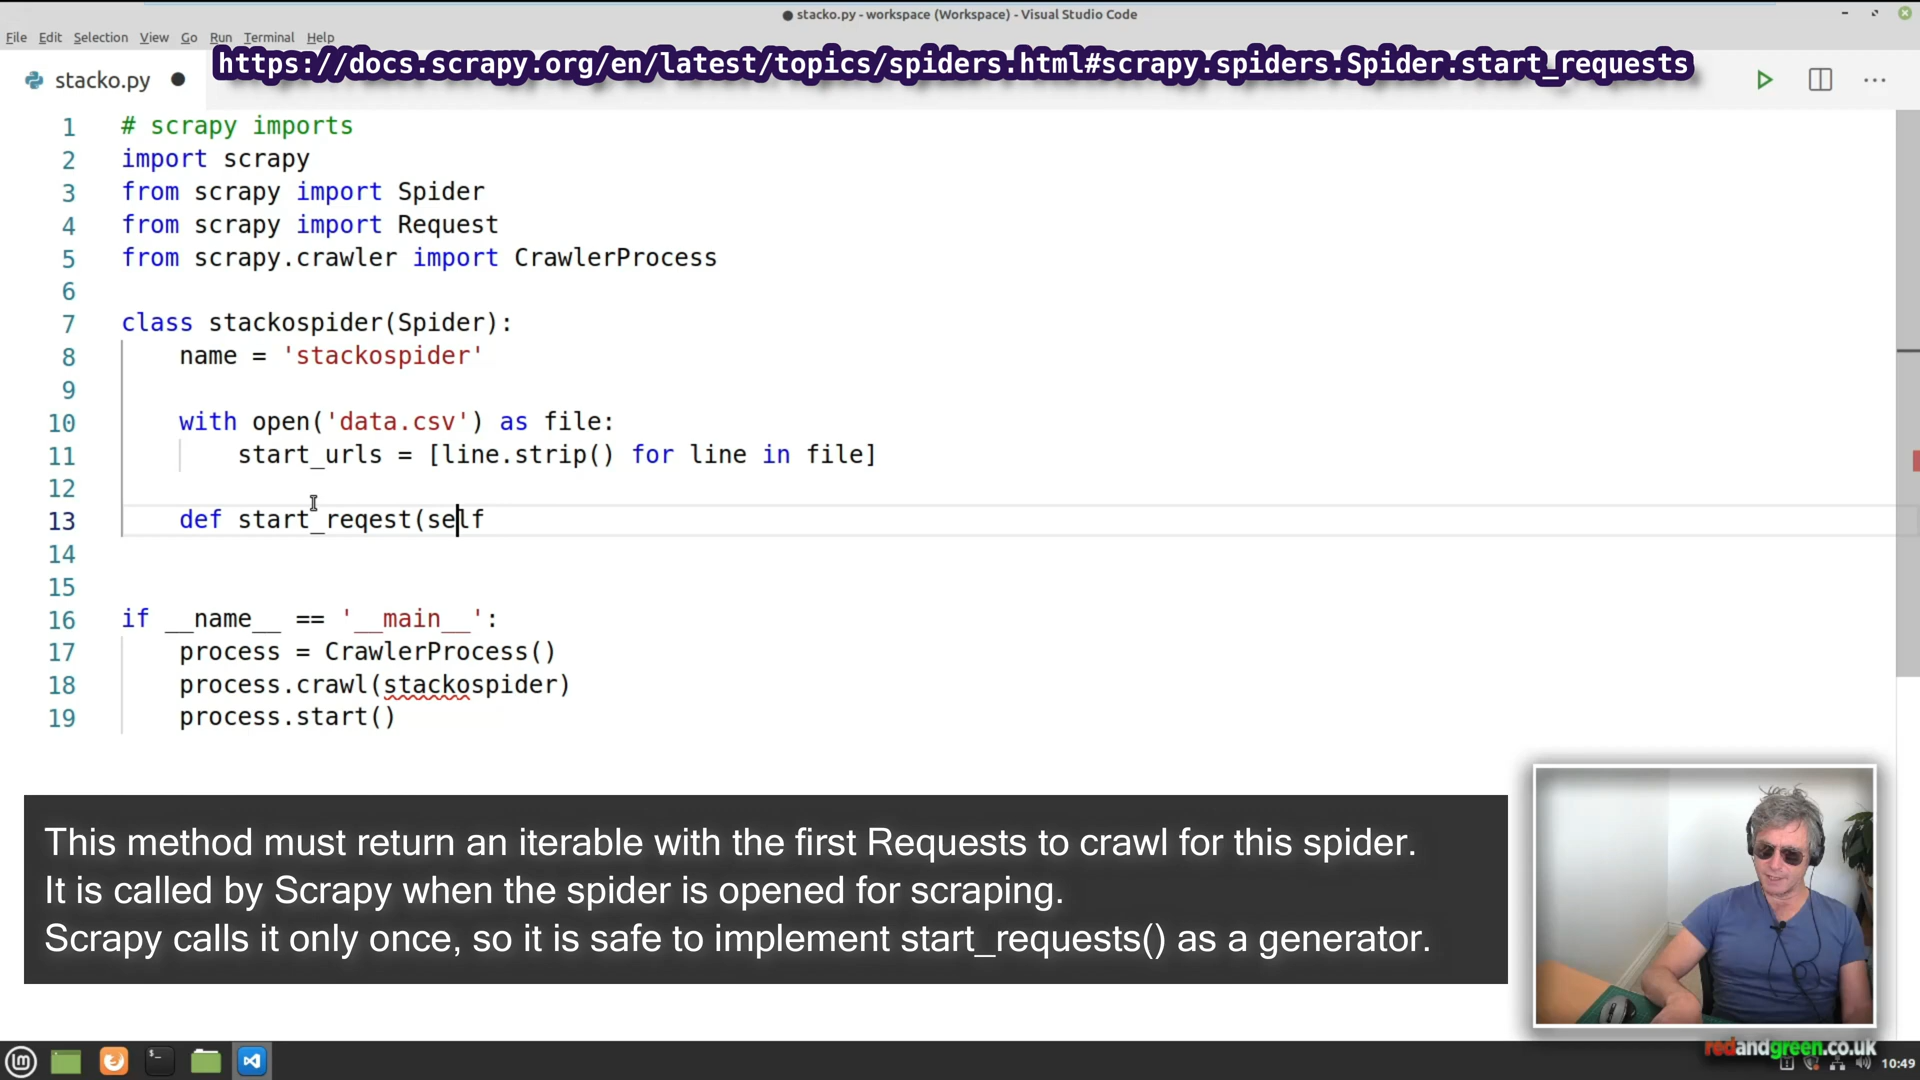 ● stacko.py - workspace (Workspace) - Visual Studio Code
File Edit Selection View Go Run Terminal Help
https://docs.scrapy.org/en/latest/topics/spiders.html#scrapy.spiders.Spider.start_requests
stacko.py ●
1 # scrapy imports
2 import scrapy
3 from scrapy import Spider
4 from scrapy import Request
5 from scrapy.crawler import CrawlerProcess
6
7 class stackospider(Spider):
8 name = 'stackospider'
9
10 with open('data.csv') as file:
11 start_urls = [line.strip() for line in file]
12
13 def start_reqest(self
14
15
16 if __name__ == '__main__':
17 process = CrawlerProcess()
18 process.crawl(stackospider)
19 process.start()
This method must return an iterable with the first Requests to crawl for this spider.
It is called by Scrapy when the spider is opened for scraping.
Scrapy calls it only once, so it is safe to implement start_requests() as a generator.
redandgreen.co.uk
10:49